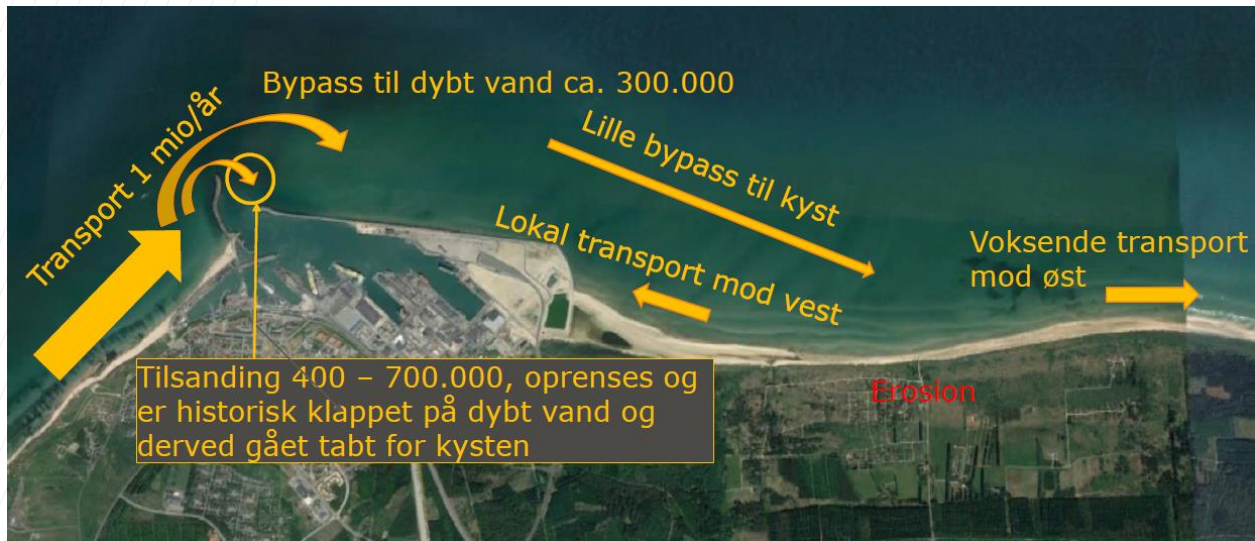 Bypass til dybt vand ca. 300.000
Transport 1 mio/år
Lille bypass til kyst
Lokal transport mod vest
Voksende transport
mod øst
Erosion
Tilsanding 400 – 700.000, oprenses og
er historisk klappet på dybt vand og
derved gået tabt for kysten